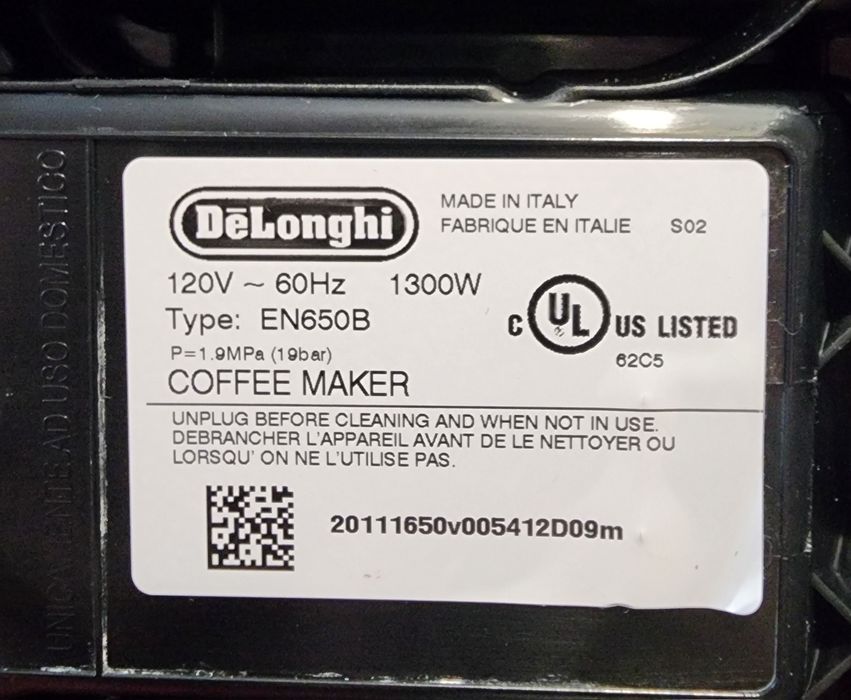 DēLonghi
MADE IN ITALY
FABRIQUE EN ITALIE S02
120V ~ 60Hz 1300W
Type: EN650B
C UL US LISTED
62C5
P=1.9MPa (19bar)
COFFEE MAKER
UNPLUG BEFORE CLEANING AND WHEN NOT IN USE.
DEBRANCHER L'APPAREIL AVANT DE LE NETTOYER OU
LORSQU' ON NE L'UTILISE PAS.
20111650v005412D09m
AD USO DOMESTICO